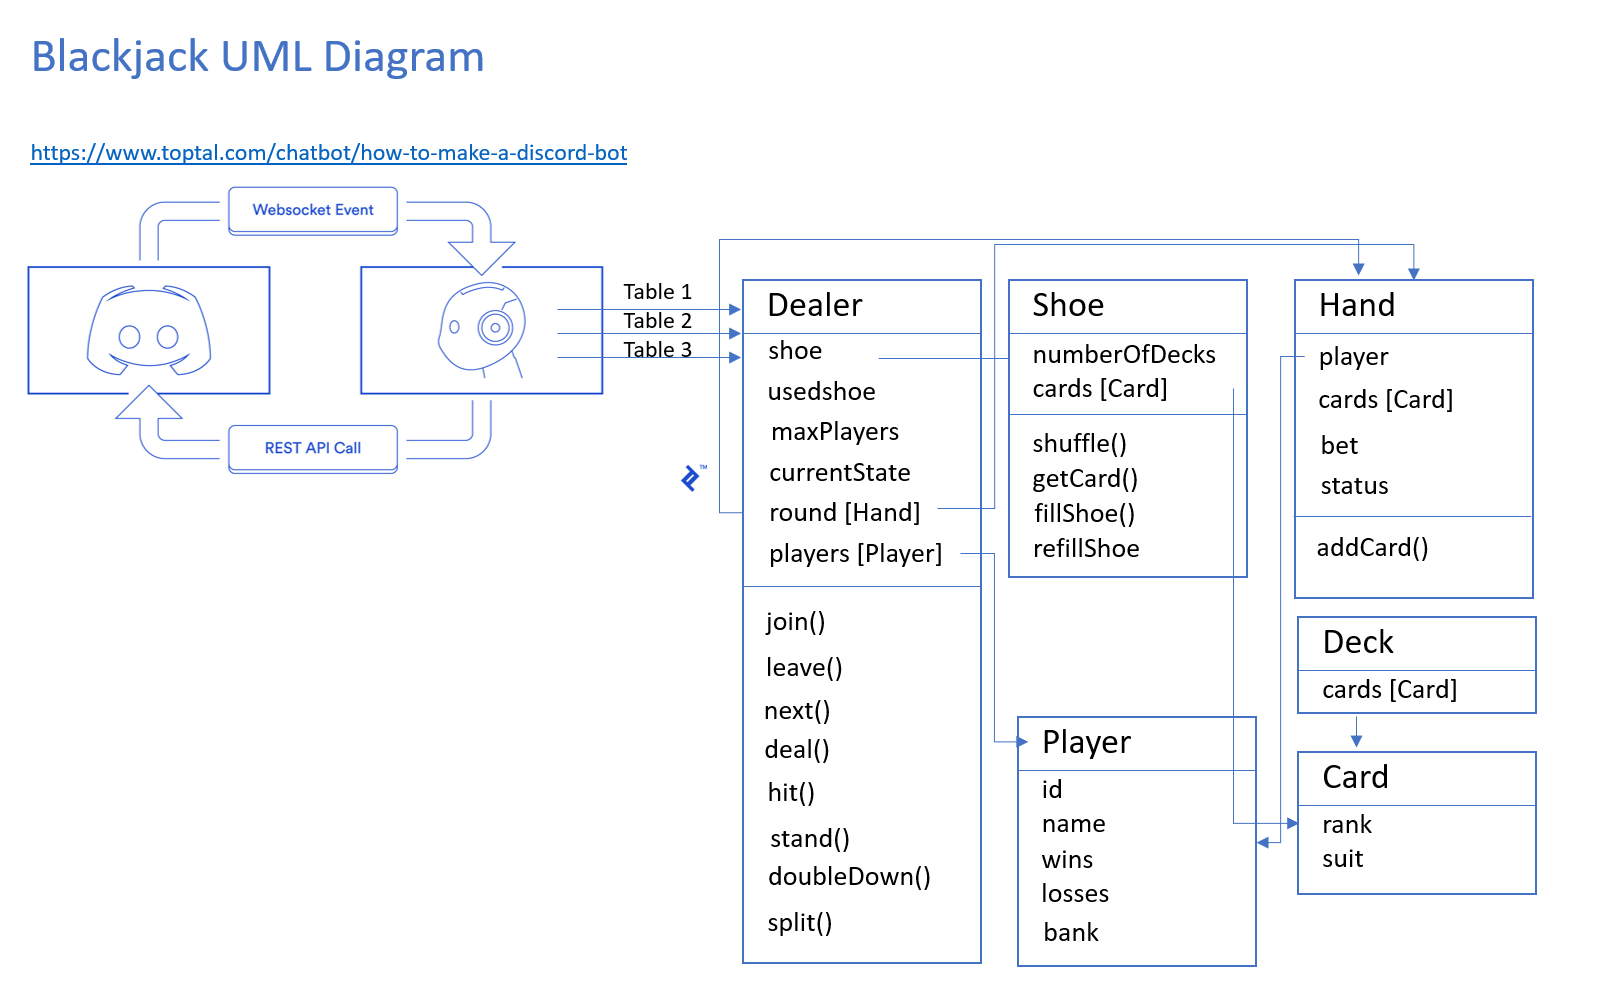 Blackjack UML Diagram
https://www.toptal.com/chatbot/how-to-make-a-discord-bot
Websocket Event
REST API Call
Table 1
Table 2
Table 3
TM
Dealer
shoe
usedshoe
maxPlayers
currentState
round [Hand]
players [Player]
join()
leave()
next()
deal()
hit()
stand()
doubleDown()
split()
Shoe
numberOfDecks
cards [Card]
shuffle()
getCard()
fillShoe()
refillShoe
Player
id
name
wins
losses
bank
Hand
player
cards [Card]
bet
status
addCard()
Deck
cards [Card]
Card
rank
suit